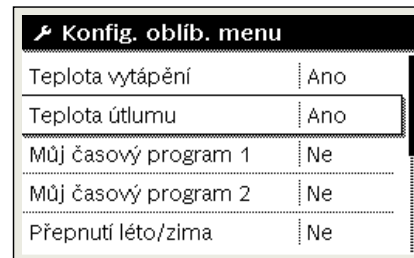 Konfig. oblíb. menu
Teplota vytápění Ano
Teplota útlumu Ano
Můj časový program 1 Ne
Můj časový program 2 Ne
Přepnutí léto/zima Ne